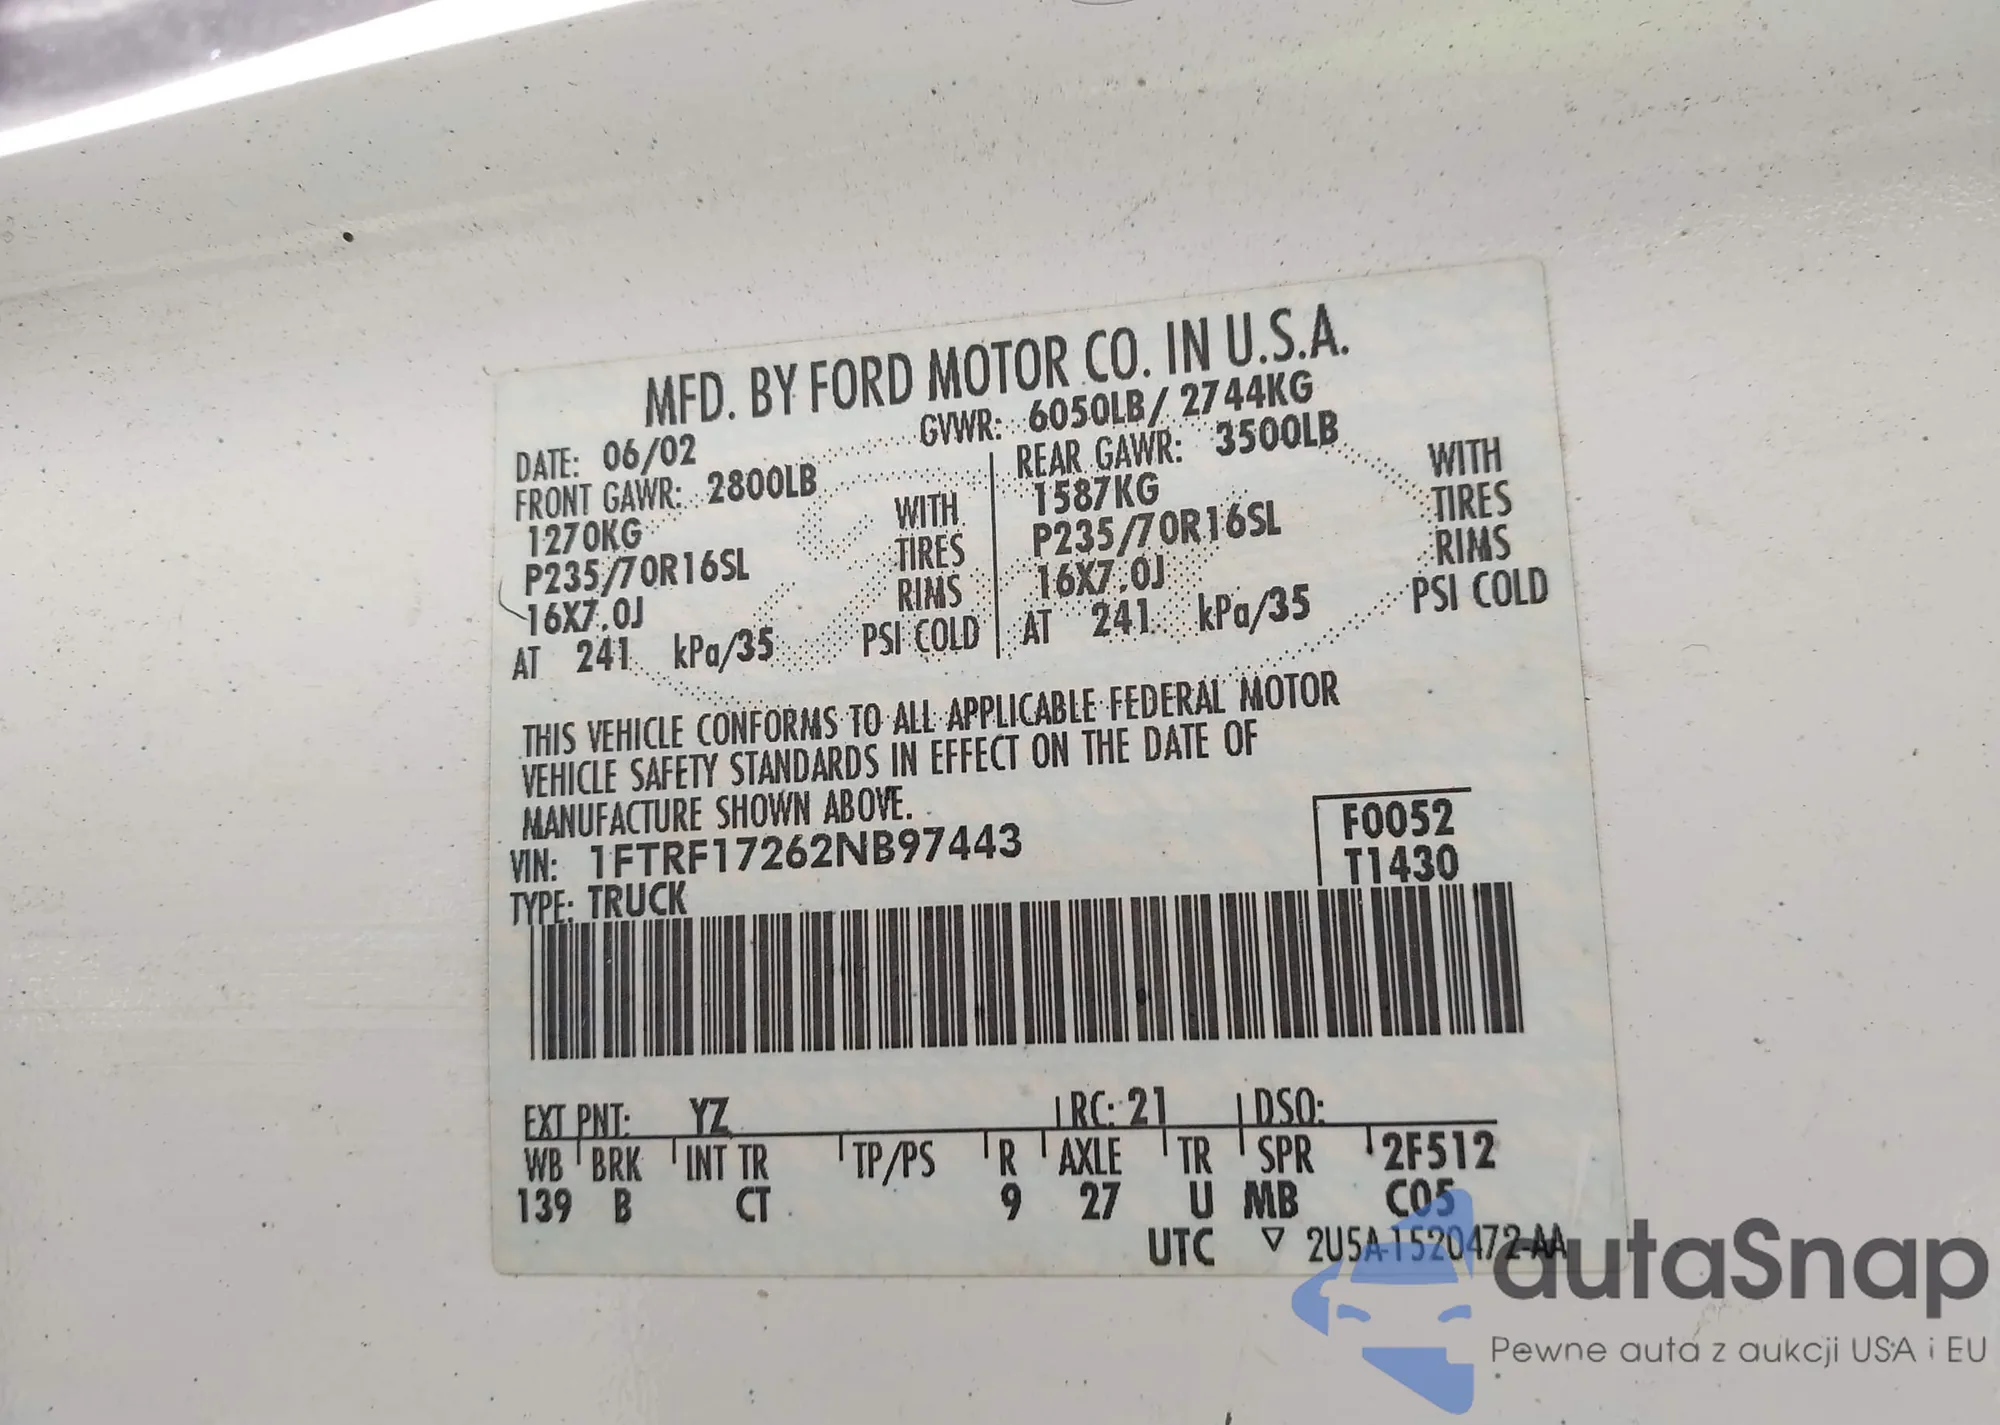 MFD. BY FORD MOTOR CO. IN U.S.A.
DATE: 06/02 GVWR: 6050LB/ 2744KG
FRONT GAWR: 2800LB REAR GAWR: 3500LB
1270KG WITH 1587KG WITH
P235/70R16SL TIRES P235/70R16SL TIRES
16X7.0J RIMS 16X7.0J RIMS
AT 241 kPa/35 PSI COLD AT 241 kPa/35 PSI COLD
THIS VEHICLE CONFORMS TO ALL APPLICABLE FEDERAL MOTOR
VEHICLE SAFETY STANDARDS IN EFFECT ON THE DATE OF
MANUFACTURE SHOWN ABOVE.
VIN: 1FTRF17262NB97443 F0052
TYPE: TRUCK T1430
EXT PNT: YZ RC: 21 DSO:
WB BRK INT TR TP/PS R AXLE TR SPR 2F512
139 B CT 9 27 U MB C05
UTC ▽ 2U5A-1520472-AA
autaSnap
Pewne auta z aukcji USA i EU